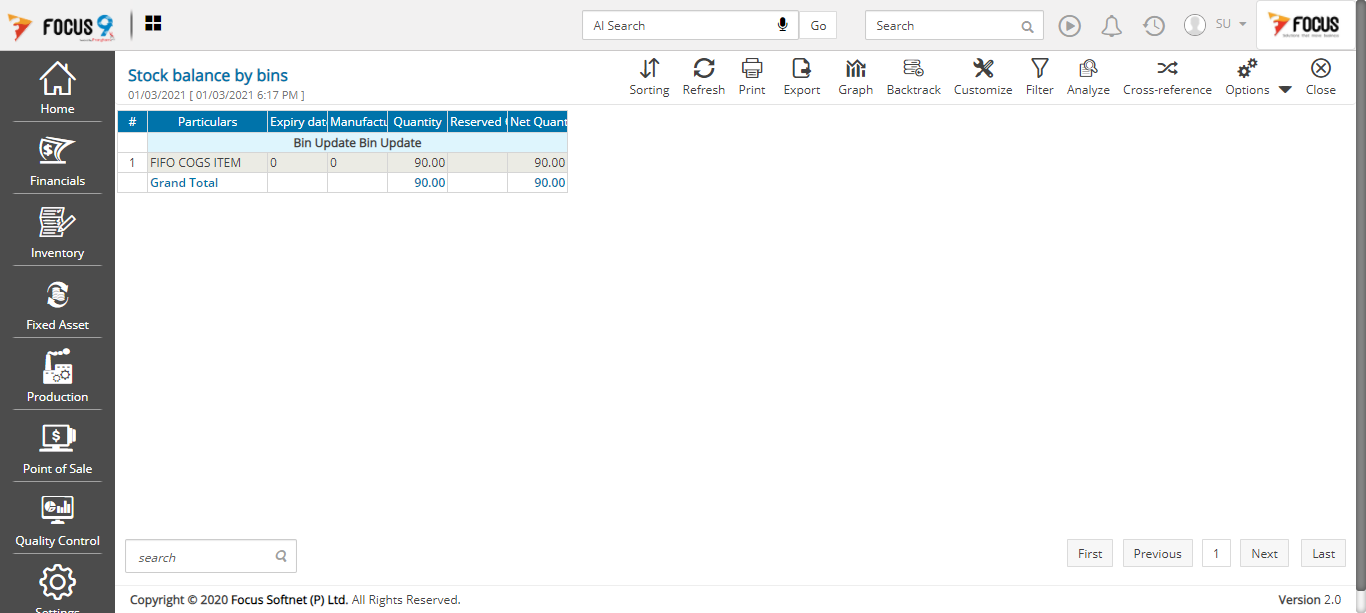 FOCUS 9
AI Search
Go
Search
SU
FOCUS
Home
Financials
Inventory
Fixed Asset
Production
Point of Sale
Quality Control
Settings
Stock balance by bins
01/03/2021 [ 01/03/2021 6:17 PM ]
Sorting Refresh Print Export Graph Backtrack Customize Filter Analyze Cross-reference Options Close
# Particulars Expiry dat Manufactu Quantity Reserved Net Quant
Bin Update Bin Update
1 FIFO COGS ITEM 0 0 90.00 90.00
Grand Total 90.00 90.00
search
First Previous 1 Next Last
Copyright © 2020 Focus Softnet (P) Ltd. All Rights Reserved.
Version 2.0